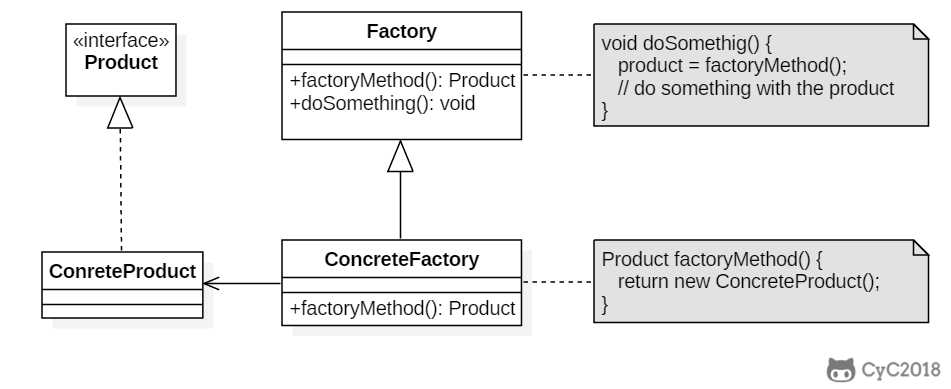 «interface»
Product
Factory
+factoryMethod(): Product
+doSomething(): void
void doSomethig() {
product = factoryMethod();
// do something with the product
}
ConreteProduct
ConcreteFactory
+factoryMethod(): Product
Product factoryMethod() {
return new ConcreteProduct();
}
CyC2018